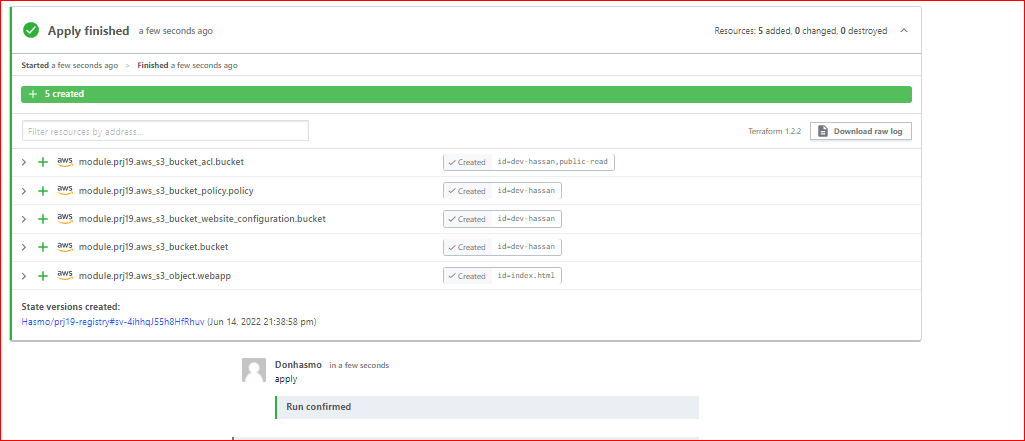 Apply finished a few seconds ago Resources: 5 added, 0 changed, 0 destroyed
Started a few seconds ago > Finished a few seconds ago
+ 5 created
Filter resources by address... Terraform 1.2.2 Download raw log
aws module.prj19.aws_s3_bucket_acl.bucket Created id=dev-hassan,public-read
aws module.prj19.aws_s3_bucket_policy.policy Created id=dev-hassan
aws module.prj19.aws_s3_bucket_website_configuration.bucket Created id=dev-hassan
aws module.prj19.aws_s3_bucket.bucket Created id=dev-hassan
aws module.prj19.aws_s3_object.webapp Created id=index.html
State versions created:
Hasmo/prj19-registry#sv-4ihhqJ55h8HfRhuv (Jun 14, 2022 21:38:58 pm)
Donhasmo in a few seconds
apply
Run confirmed